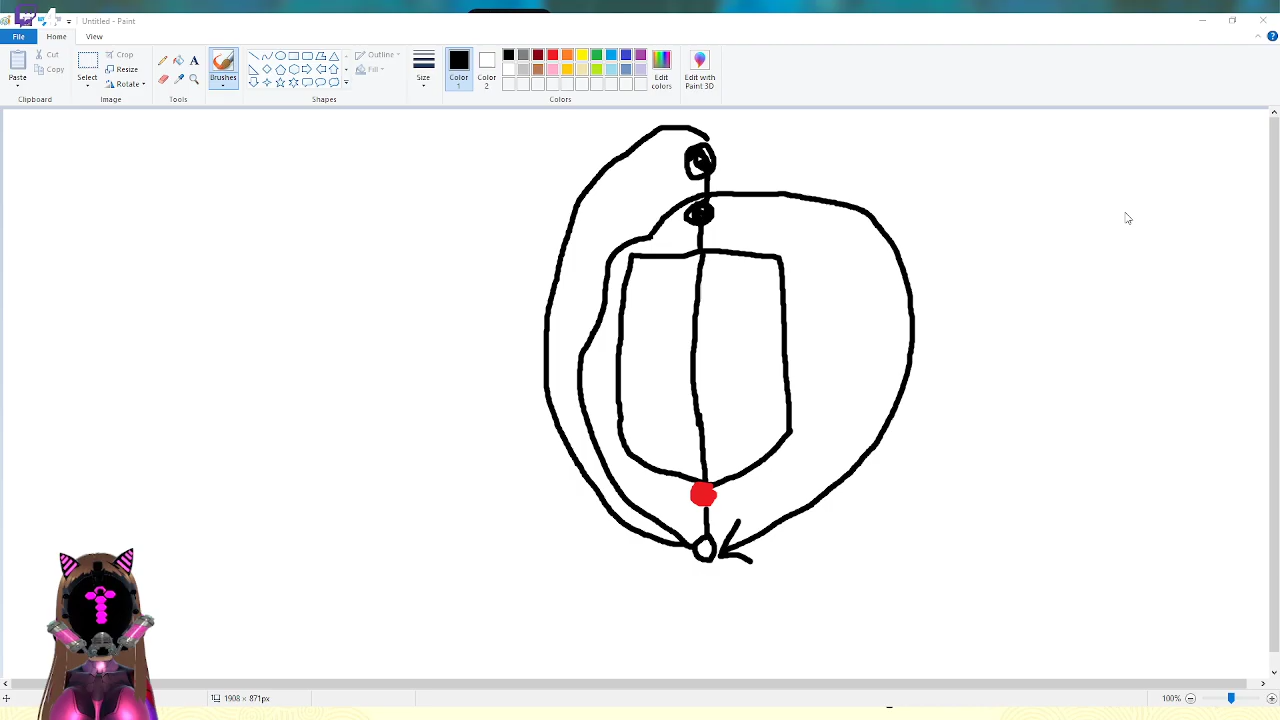 Untitled - Paint
File Home View
Paste
Cut
Copy
Clipboard
Select
Crop
Resize
Rotate
Image
A
Tools
Brushes
Outline
Fill
Shapes
Size
Color 1
Color 2
Edit colors
Colors
Edit with Paint 3D
1908 × 871px
100%